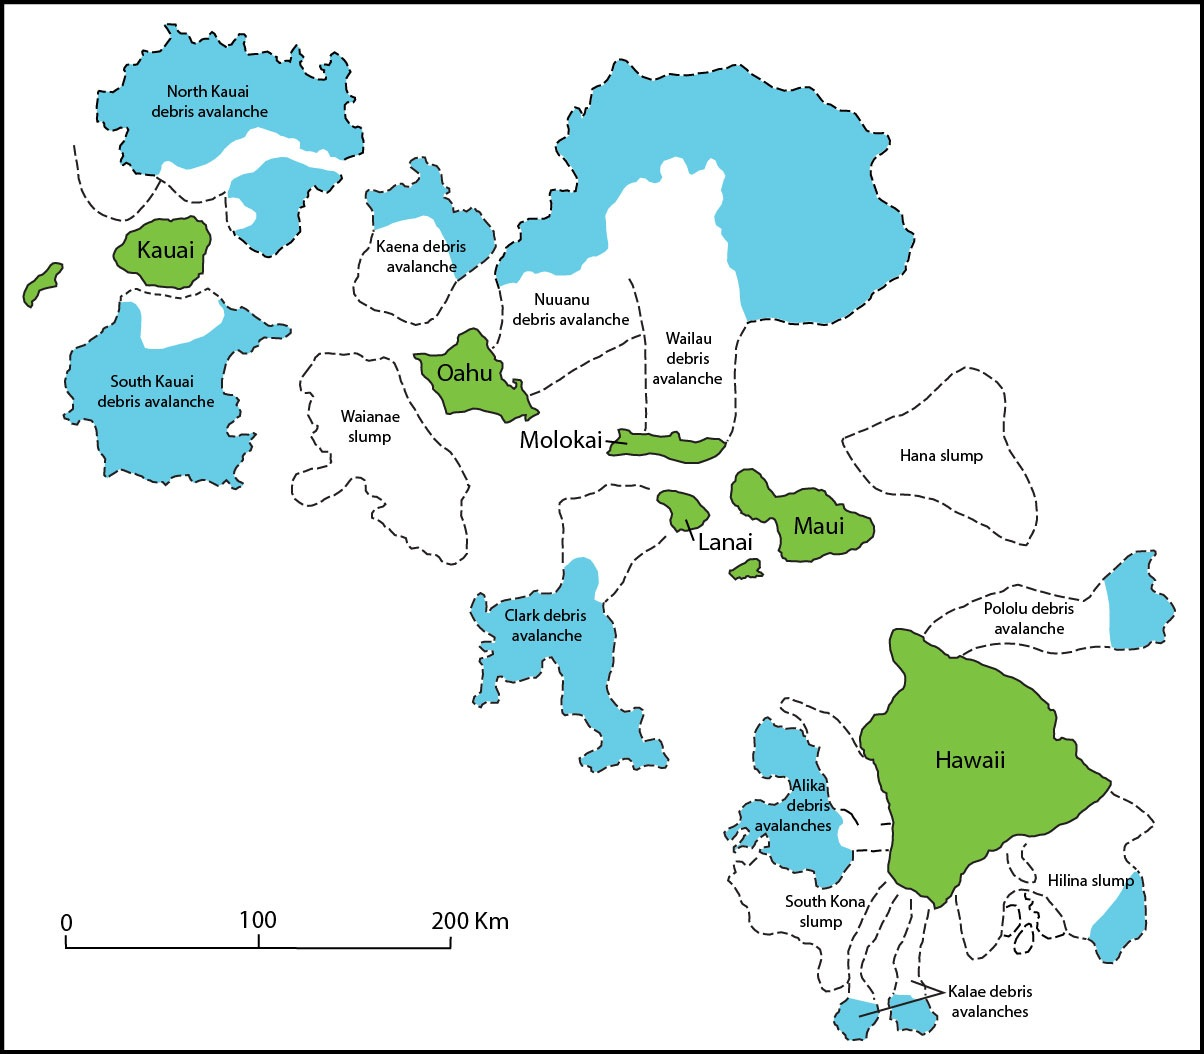 North Kauai
debris avalanche
Kauai
Kaena debris
avalanche
Nuuanu
debris avalanche
Wailau
debris
avalanche
South Kauai
debris avalanche
Oahu
Waianae
slump
Molokai
Hana slump
Lanai
Maui
Clark debris
avalanche
Pololu debris
avalanche
Hawaii
Alika
debris
avalanches
Hilina slump
South Kona
slump
0 100 200 Km
Kalae debris
avalanches